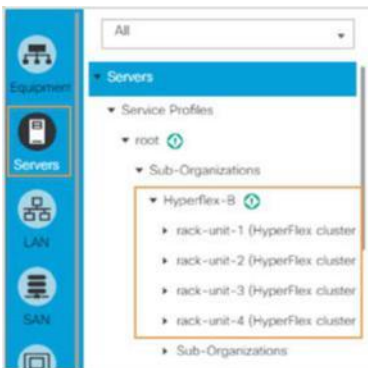 All
Equipment
Servers
Servers
Service Profiles
root
Sub-Organizations
Hyperflex-B
LAN
rack-unit-1 (HyperFlex cluster
rack-unit-2 (HyperFlex cluster
rack-unit-3 (HyperFlex cluster
SAN
rack-unit-4 (HyperFlex cluster
Sub-Organizations